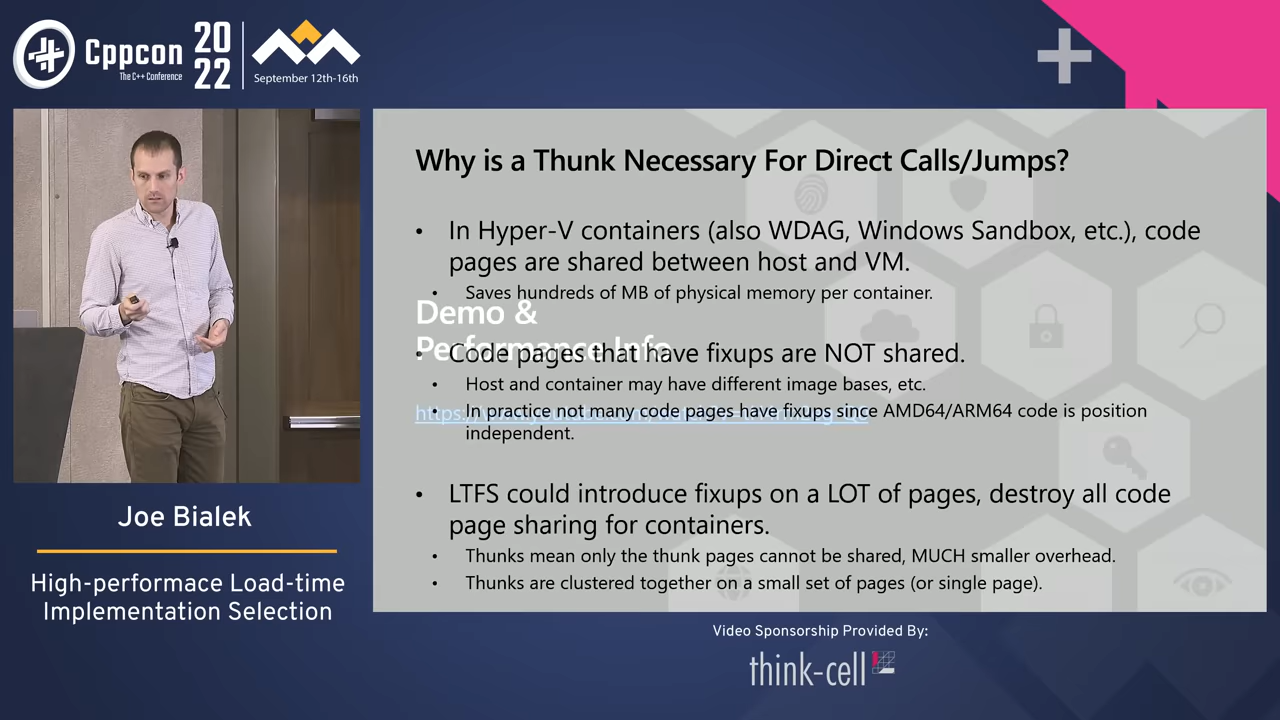 Cppcon
The C++ Conference
20
22
September 12th-16th
Why is a Thunk Necessary For Direct Calls/Jumps?
• In Hyper-V containers (also WDAG, Windows Sandbox, etc.), code
pages are shared between host and VM.
• Saves hundreds of MB of physical memory per container.
Demo &
Performance Info
• Code pages that have fixups are NOT shared.
• Host and container may have different image bases, etc.
https:
• In practice not many code pages have fixups since AMD64/ARM64 code is position
independent.
• LTFS could introduce fixups on a LOT of pages, destroy all code
page sharing for containers.
• Thunks mean only the thunk pages cannot be shared, MUCH smaller overhead.
• Thunks are clustered together on a small set of pages (or single page).
Joe Bialek
High-performace Load-time
Implementation Selection
Video Sponsorship Provided By:
think-cell